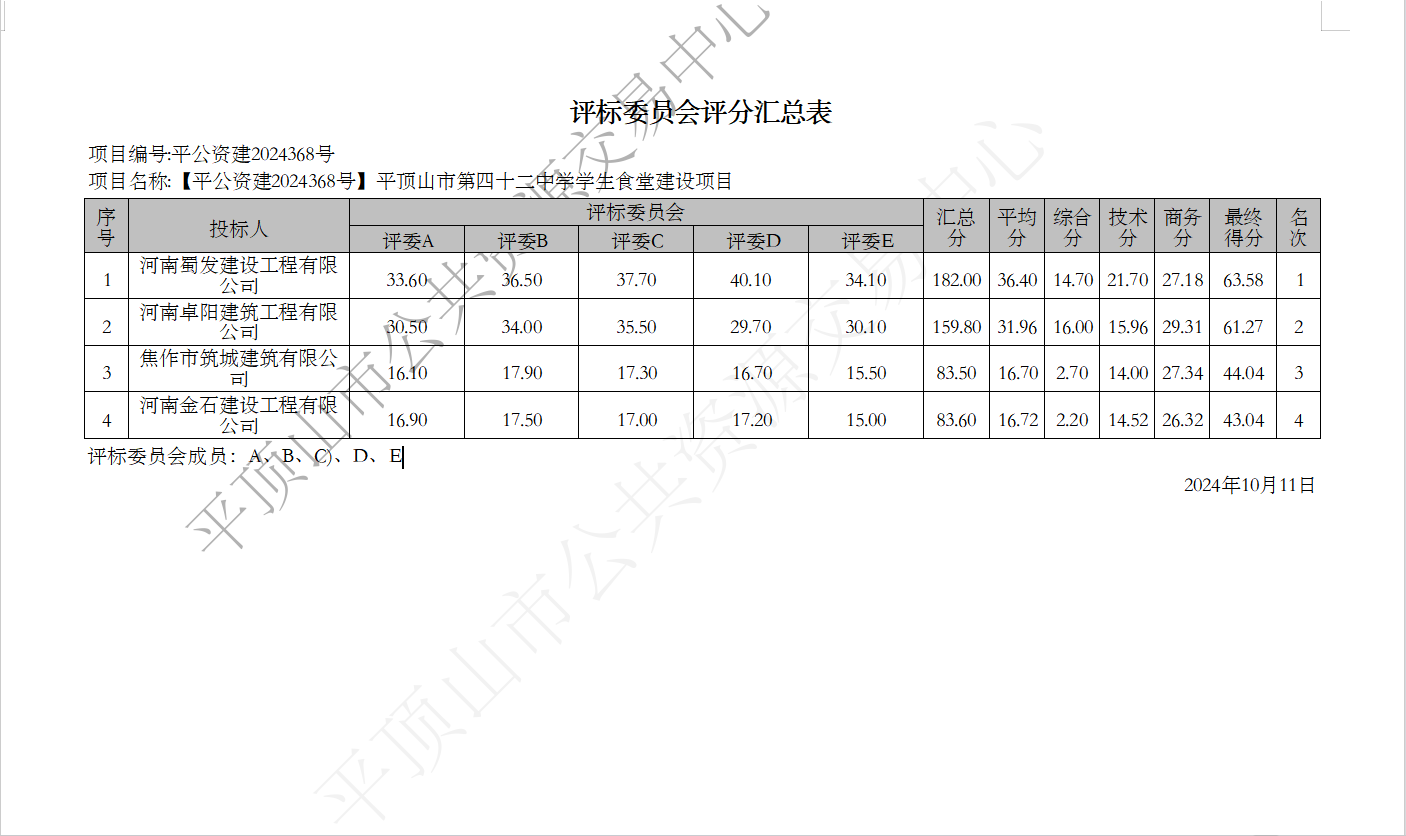 评标委员会评分汇总表
项目编号:平公资建2024368号
项目名称:【平公资建2024368号】平顶山市第四十二中学学生食堂建设项目
序号 投标人 评标委员会 汇总分 平均分 综合分 技术分 商务分 最终得分 名次
评委A 评委B 评委C 评委D 评委E
1 河南蜀发建设工程有限公司 33.60 36.50 37.70 40.10 34.10 182.00 36.40 14.70 21.70 27.18 63.58 1
2 河南卓阳建筑工程有限公司 30.50 34.00 35.50 29.70 30.10 159.80 31.96 16.00 15.96 29.31 61.27 2
3 焦作市筑城建筑有限公司 16.10 17.90 17.30 16.70 15.50 83.50 16.70 2.70 14.00 27.34 44.04 3
4 河南金石建设工程有限公司 16.90 17.50 17.00 17.20 15.00 83.60 16.72 2.20 14.52 26.32 43.04 4
评标委员会成员：A、B、C)、D、E
2024年10月11日
平顶山市公共资源交易中心
平顶山市公共资源交易中心